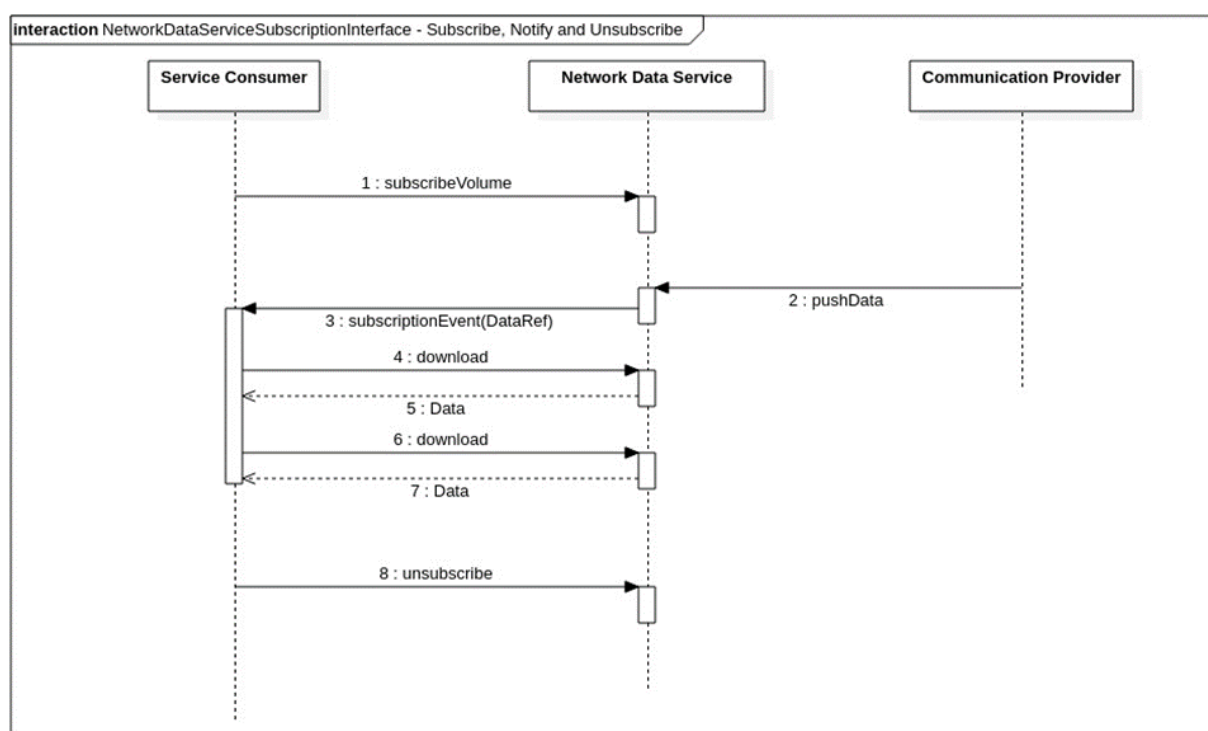 interaction NetworkDataServiceSubscriptionInterface - Subscribe, Notify and Unsubscribe
Service Consumer
Network Data Service
Communication Provider
1 : subscribeVolume
2 : pushData
3 : subscriptionEvent(DataRef)
4 : download
5 : Data
6 : download
7 : Data
8 : unsubscribe